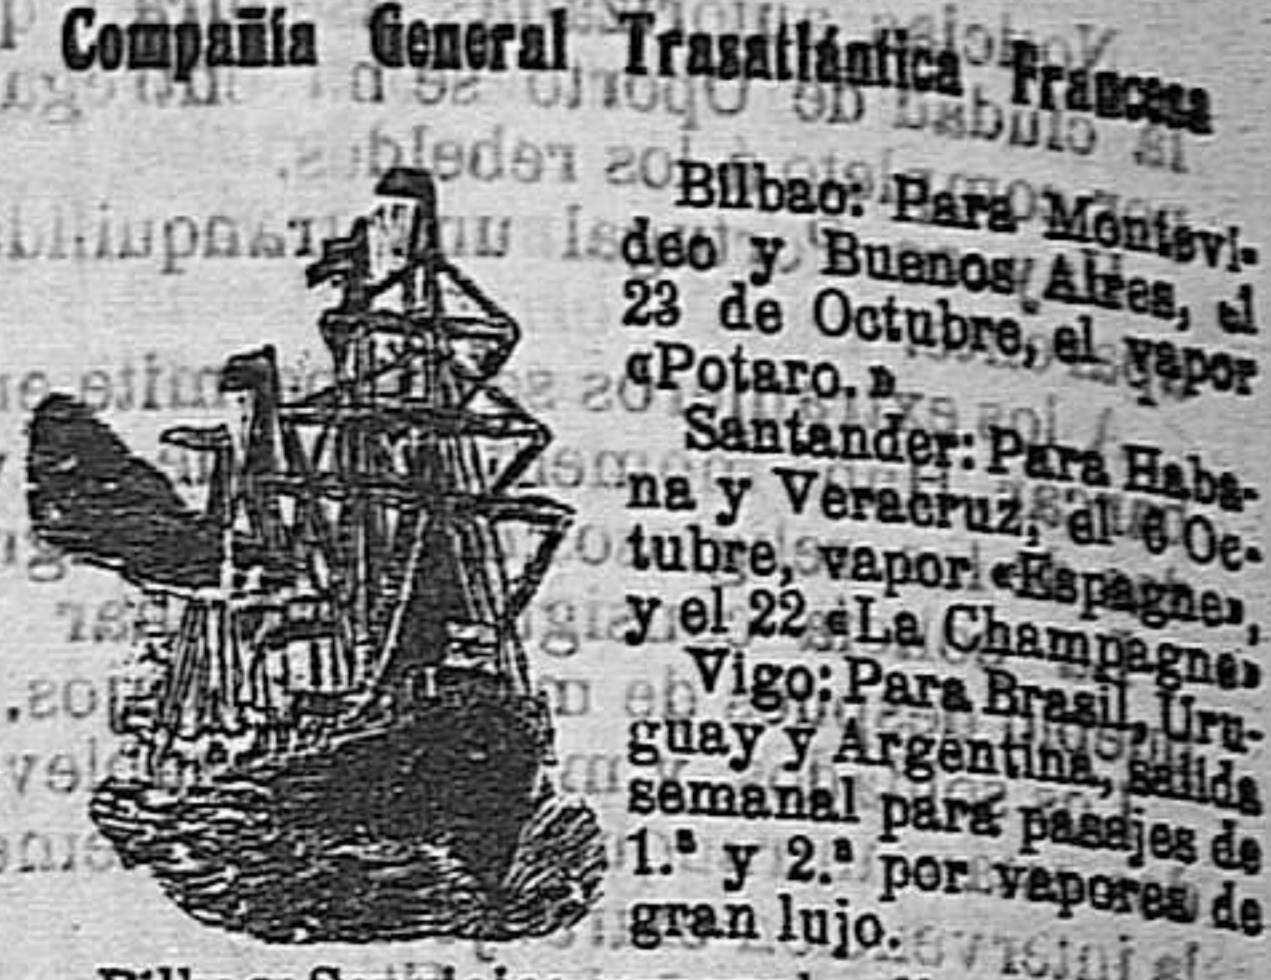 Compañía General Trasatlántica Francesa
Bilbao: Para Montevi-
deo y Buenos Aires, el
23 de Octubre, el vapor
«Potaro.»
Santander: Para Haba-
na y Veracruz, el 6 Oc-
tubre, vapor «Espagne»,
y el 22 «La Champagne»
Vigo: Para Brasil, Uru-
guay y Argentina, salida
semanal para pasajes de
1.ª y 2.ª por vapores de
gran lujo.